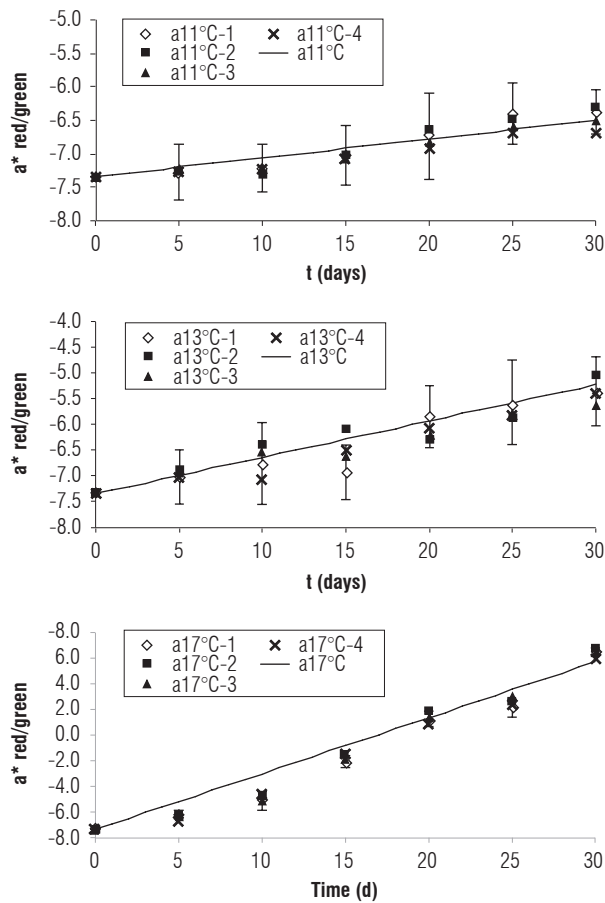 -5.0
-5.5
-6.0
-6.5
-7.0
-7.5
-8.0
a* red/green
a11°C-1 a11°C-4
a11°C-2 a11°C
a11°C-3
0 5 10 15 20 25 30
t (days)
-4.0
-4.5
-5.0
-5.5
-6.0
-6.5
-7.0
-7.5
-8.0
a* red/green
a13°C-1 a13°C-4
a13°C-2 a13°C
a13°C-3
0 5 10 15 20 25 30
t (days)
-8.0
6.0
4.0
2.0
0.0
-2.0
-4.0
-6.0
-8.0
a* red/green
a17°C-1 a17°C-4
a17°C-2 a17°C
a17°C-3
0 5 10 15 20 25 30
Time (d)